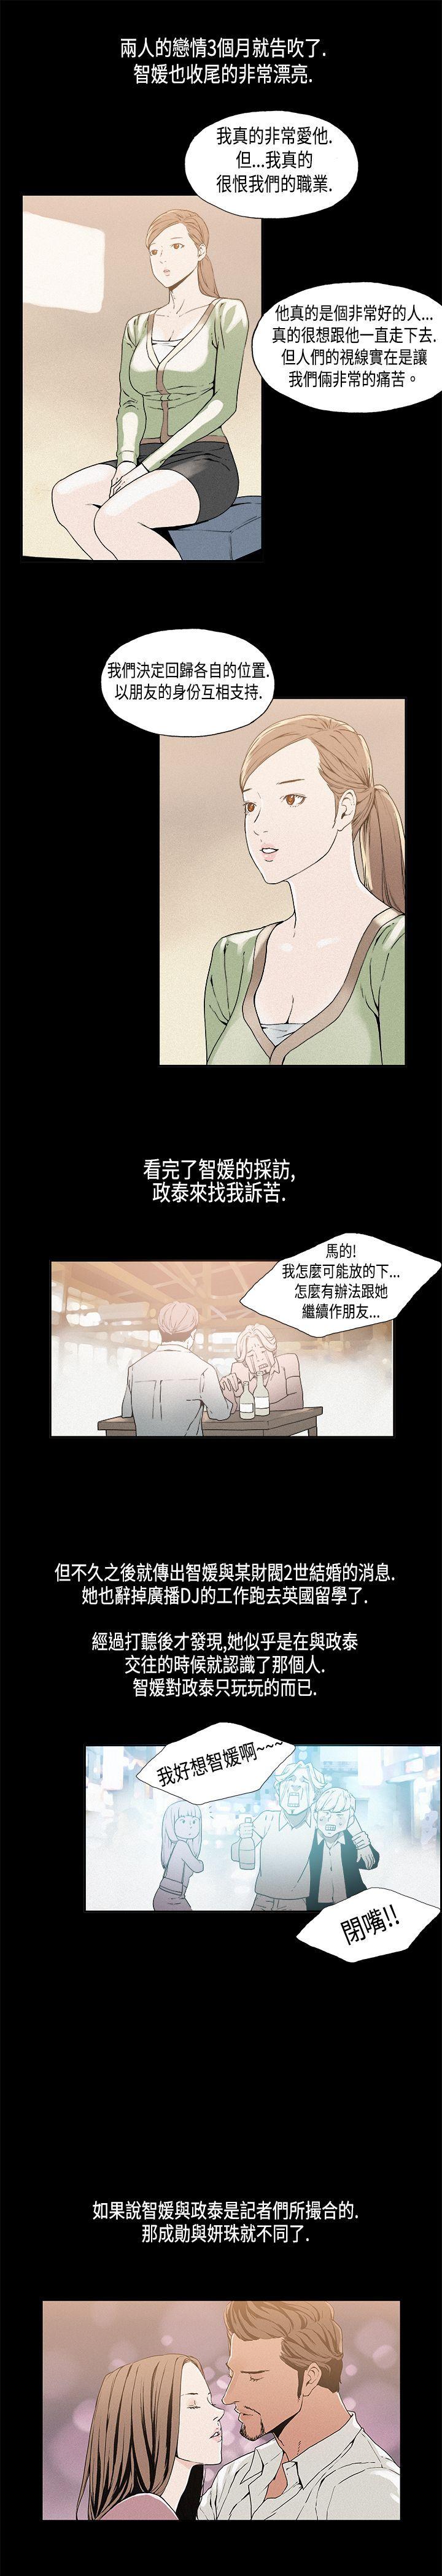 兩人的戀情3個月就告吹了.
智媛也收尾的非常漂亮.
我真的非常愛他.
但...我真的
很恨我們的職業.
他真的是個非常好的人...
真的很想跟他一直走下去.
但人們的視線實在是讓
我們倆非常的痛苦。
我們決定回歸各自的位置.
以朋友的身份互相支持.
看完了智媛的採訪,
政泰來找我訴苦.
馬的!
我怎麼可能放的下...
怎麼有辦法跟她
繼續作朋友...
但不久之後就傳出智媛與某財閥2世結婚的消息.
她也辭掉廣播DJ的工作跑去英國留學了.
經過打聽後才發現,她似乎是在與政泰
交往的時候就認識了那個人.
智媛對政泰只玩玩的而已.
我好想智媛啊~~~
閉嘴!!
如果說智媛與政泰是記者們所撮合的.
那成勛與妍珠就不同了.